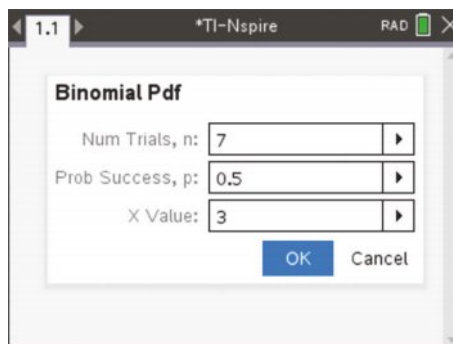 1.1 *TI-Nspire RAD
Binomial Pdf
Num Trials, n: 7
Prob Success, p: 0.5
X Value: 3
OK Cancel